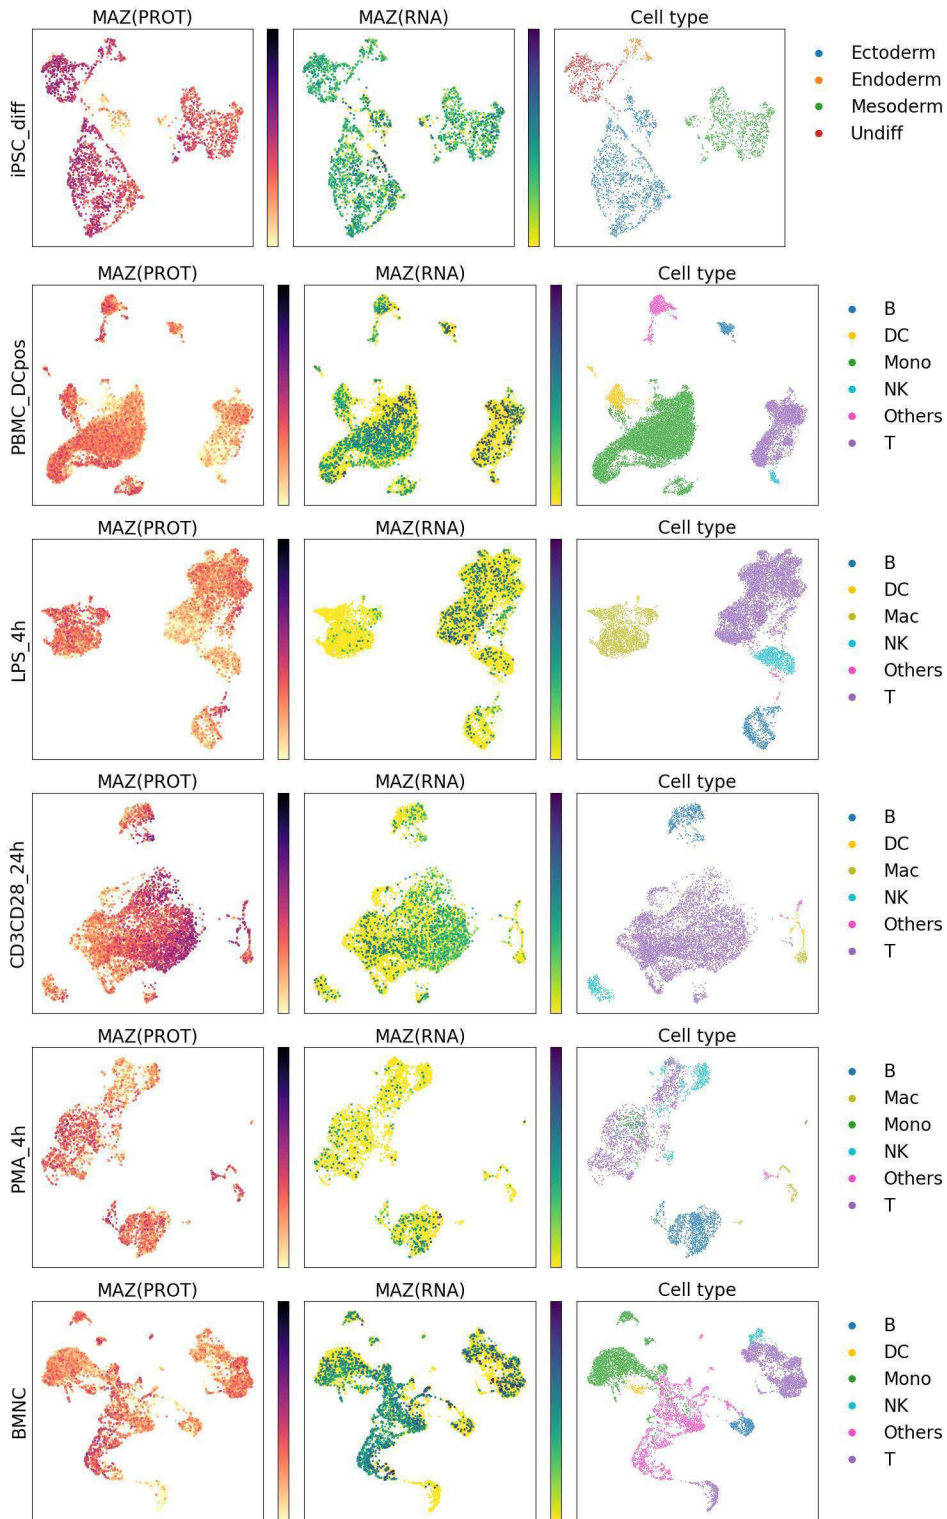 MAZ(PROT) MAZ(RNA) Cell type
iPSC_diff
Ectoderm
Endoderm
Mesoderm
Undiff
MAZ(PROT) MAZ(RNA) Cell type
PBMC_DCpos
B
DC
Mono
NK
Others
T
MAZ(PROT) MAZ(RNA) Cell type
LPS_4h
B
DC
Mac
NK
Others
T
MAZ(PROT) MAZ(RNA) Cell type
CD3CD28_24h
B
DC
Mac
NK
Others
T
MAZ(PROT) MAZ(RNA) Cell type
PMA_4h
B
Mac
Mono
NK
Others
T
MAZ(PROT) MAZ(RNA) Cell type
BMNC
B
DC
Mono
NK
Others
T